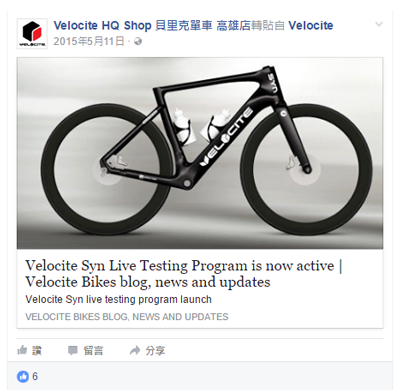 Velocite HQ Shop 貝里克單車 高雄店轉貼自 Velocite
2015年5月11日
VELOCITE
VELOCITE
Velocite Syn Live Testing Program is now active |
Velocite Bikes blog, news and updates
Velocite Syn live testing program launch
VELOCITE BIKES BLOG, NEWS AND UPDATES
讚 留言 分享
6